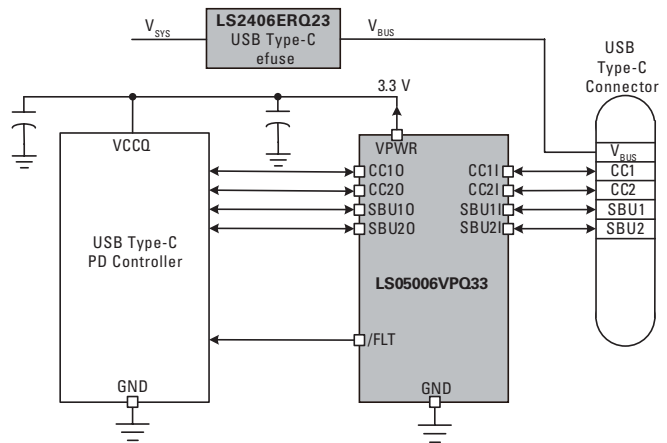 LS2406ERQ23
USB Type-C
efuse
V_SYS
V_BUS
USB
Type-C
Connector
3.3 V
VCCQ
VPWR
V_BUS
CC1O
CC1I
CC1
CC2O
CC2I
CC2
SBU1O
SBU1I
SBU1
SBU2O
SBU2I
SBU2
USB Type-C
PD Controller
LS05006VPQ33
/FLT
GND
GND